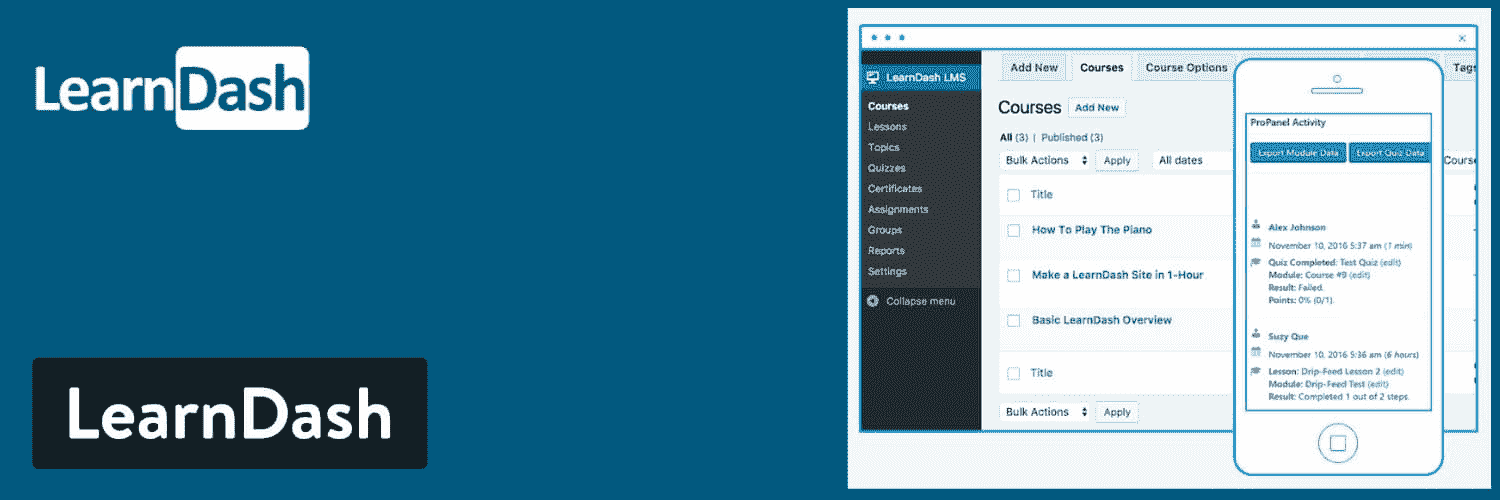 LearnDash
LearnDash
LearnDash LMS
Courses
Lessons
Topics
Quizzes
Certificates
Assignments
Groups
Reports
Settings
Collapse menu
Add New Courses Course Options Tags
Courses Add New
All (3) | Published (3)
Bulk Actions Apply All dates
Title
How To Play The Piano
Make a LearnDash Site in 1-Hour
Basic LearnDash Overview
Title
Bulk Actions Apply
ProPanel Activity
Export Module Data Export Quiz Data
Alex Johnson
November 10, 2016 5:37 am (1 min)
Quiz Completed: Test Quiz (edit)
Module: Course #9 (edit)
Result: Failed.
Points: 0% (0/1).
Suzy Que
November 10, 2016 5:36 am (6 hours)
Lesson: Drip-Feed Lesson 2 (edit)
Module: Drip-Feed Test (edit)
Result: Completed 1 out of 2 steps.